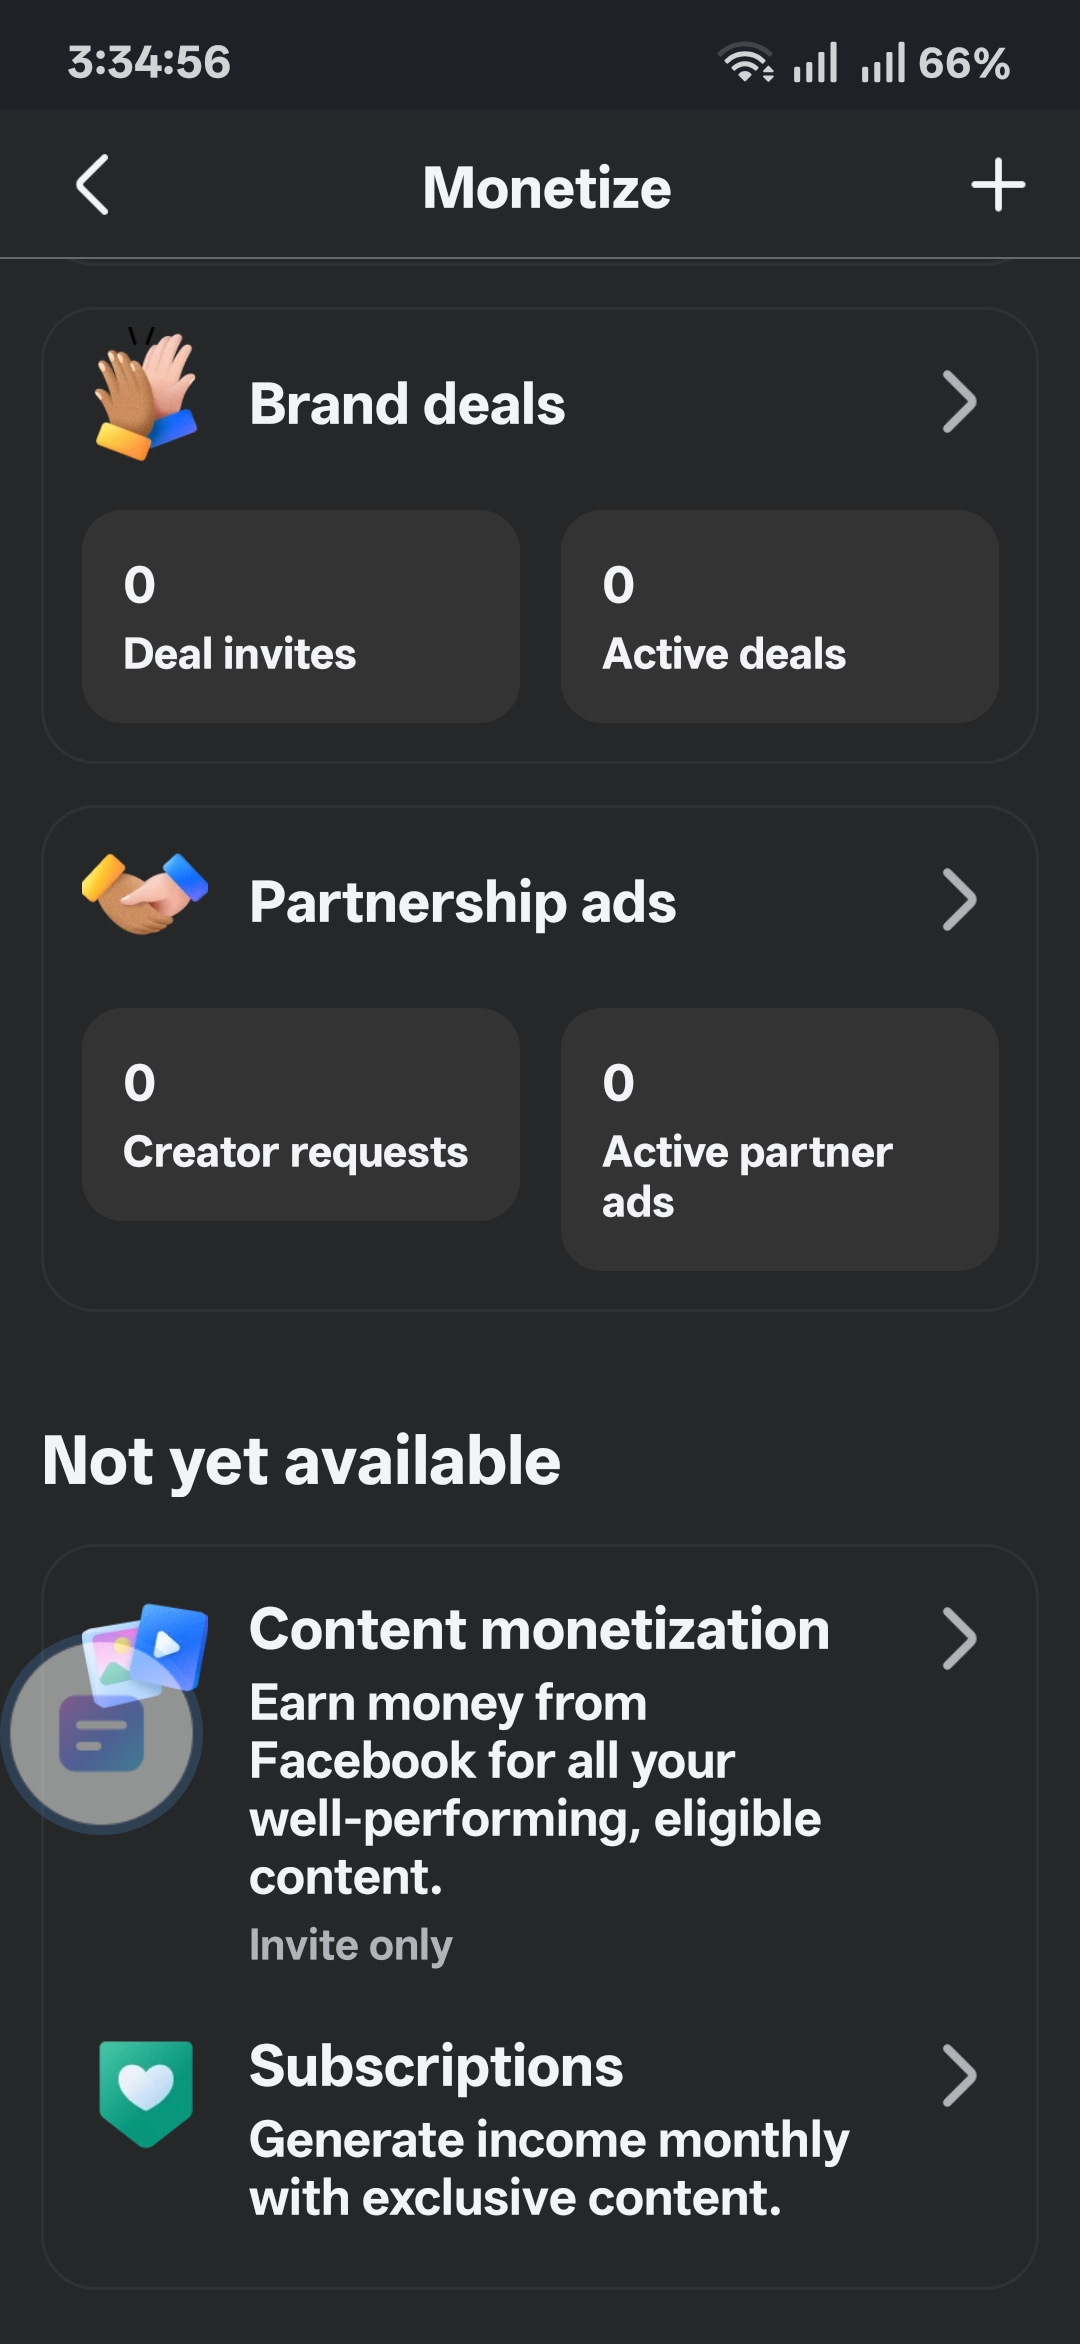 3:34:56
66%
Monetize
Brand deals
0
Deal invites
0
Active deals
Partnership ads
0
Creator requests
0
Active partner
ads
Not yet available
Content monetization
Earn money from
Facebook for all your
well-performing, eligible
content.
Invite only
Subscriptions
Generate income monthly
with exclusive content.